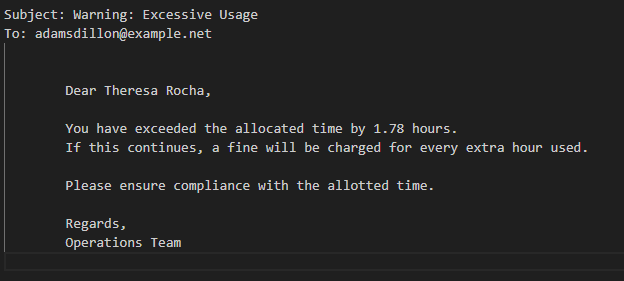 Subject: Warning: Excessive Usage
To: adamsdillon@example.net
Dear Theresa Rocha,
You have exceeded the allocated time by 1.78 hours.
If this continues, a fine will be charged for every extra hour used.
Please ensure compliance with the allotted time.
Regards,
Operations Team